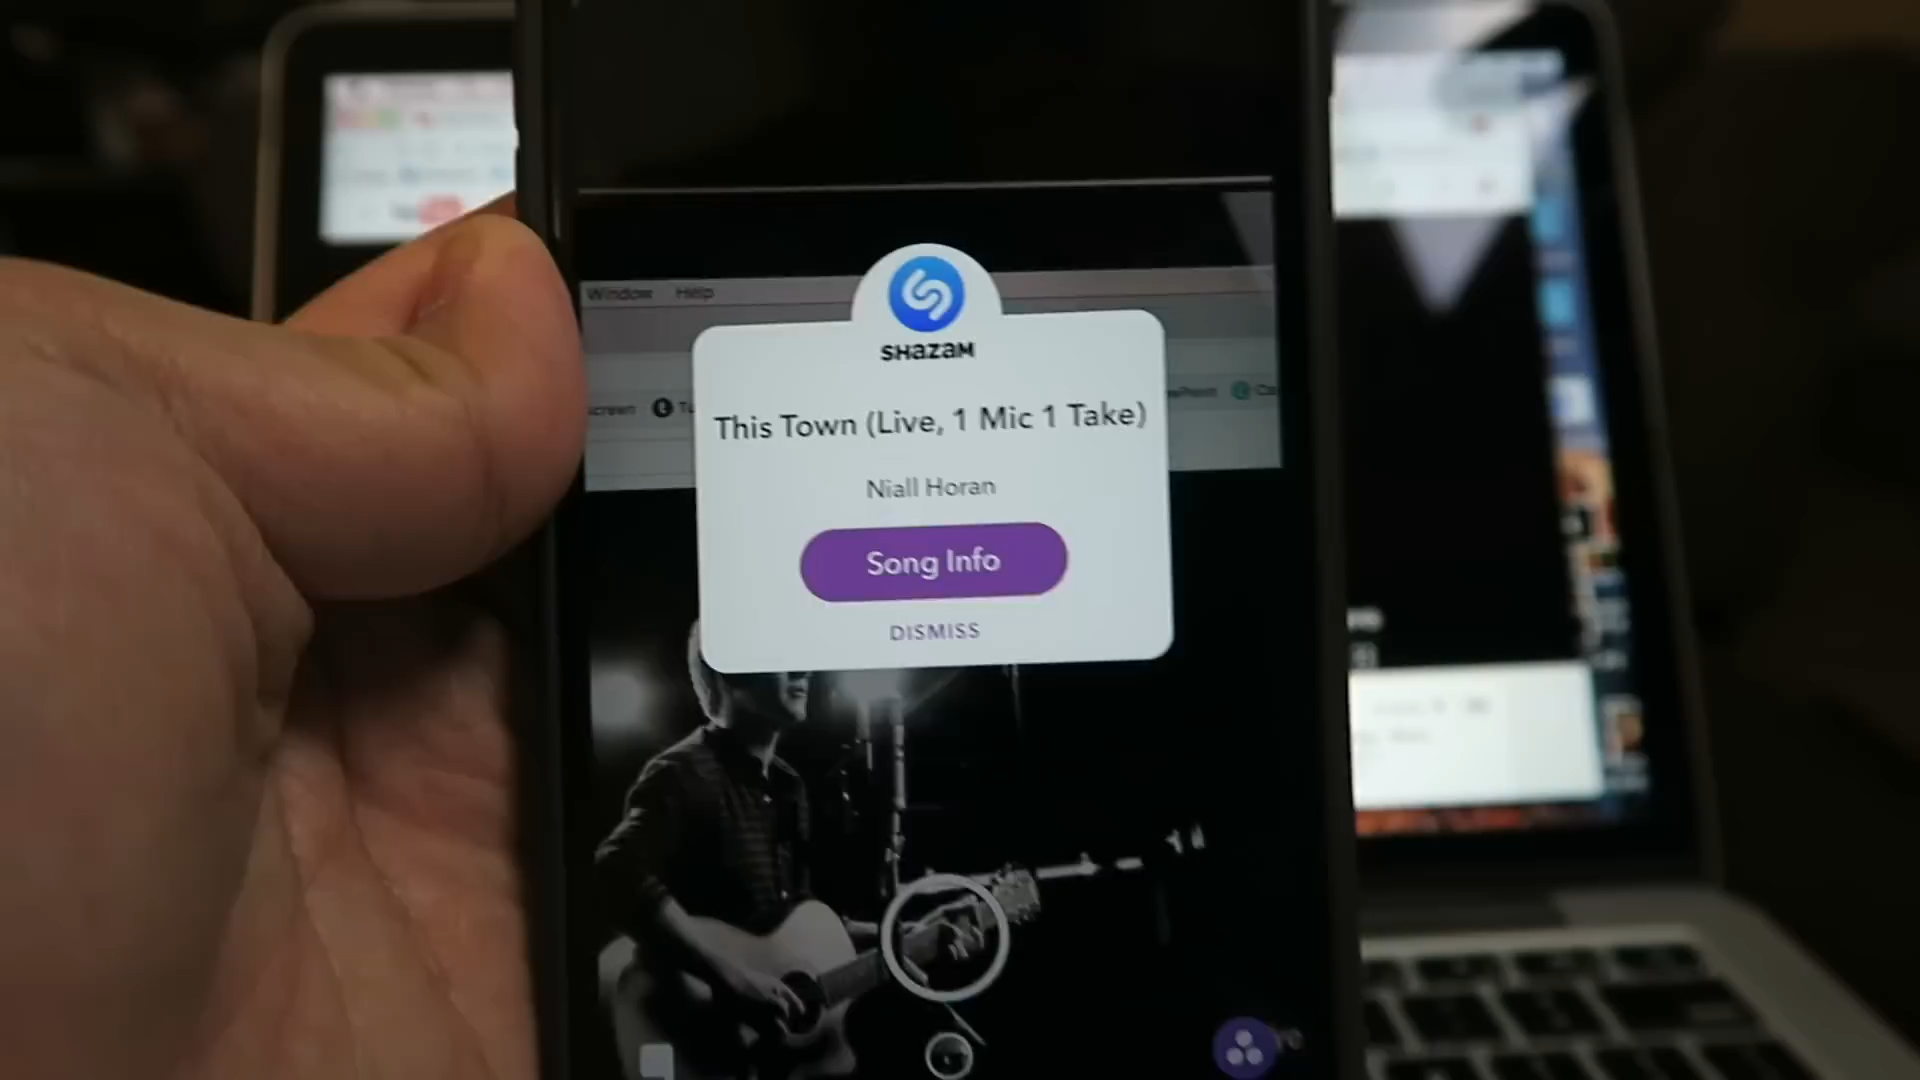 Window Help
SHAZAM
This Town (Live, 1 Mic 1 Take)
Niall Horan
Song Info
DISMISS